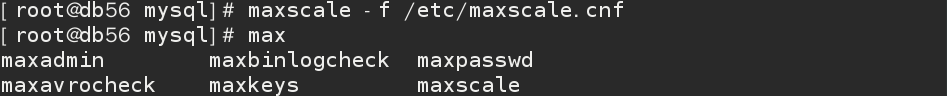 [root@db56 mysql]# maxscale -f /etc/maxscale.cnf
[root@db56 mysql]# max
maxadmin maxbinlogcheck maxpasswd
maxavrocheck maxkeys maxscale